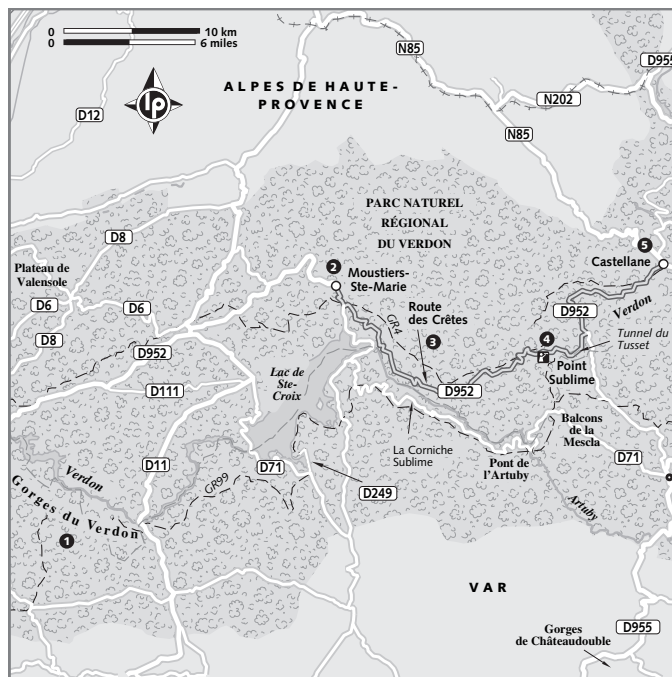 0 10 km
0 6 miles
N85
D955
ALPES DE HAUTE-
PROVENCE
N202
lp
D12
N85
PARC NATUREL
RÉGIONAL
DU VERDON
D8
5
Castellane
Plateau de
Valensole
2
Moustiers-
Ste-Marie
Verdon
D6
D6
Route
des Crêtes
GR4
3
D952
4
Tunnel du
Tusset
D8
D952
Point
Sublime
Lac de
Ste-
Croix
D952
D111
Balcons
de la
Mescla
La Corniche
Sublime
Verdon
D11
GR99
D71
Pont de
l'Artuby
D71
D249
Gorges du Verdon
Artuby
1
VAR
Gorges
de Châteaudouble
D955